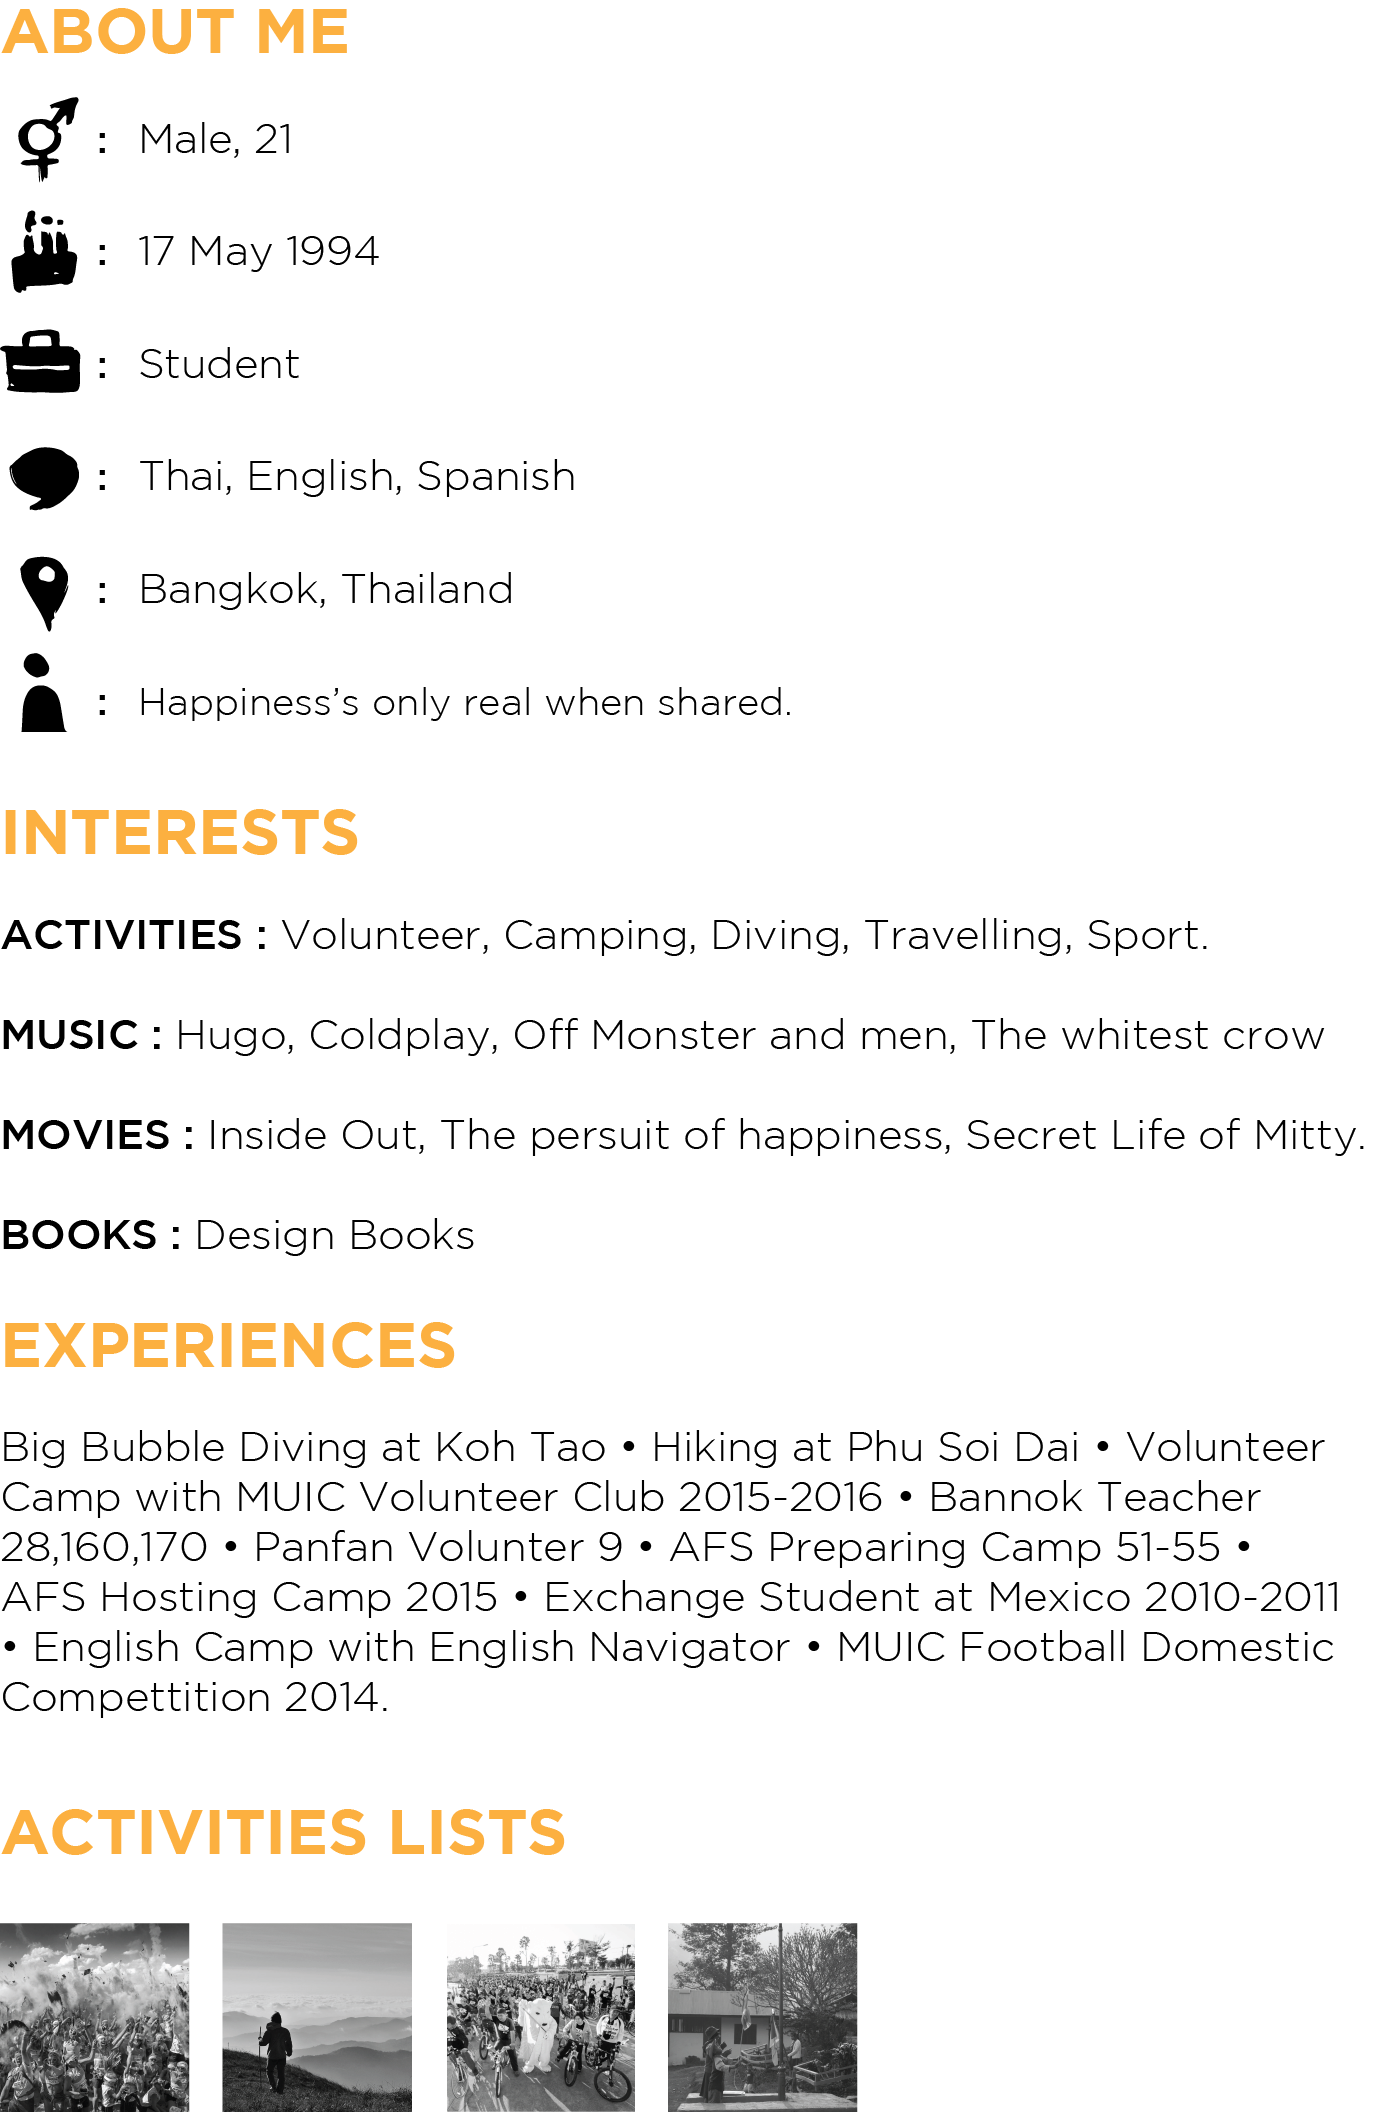 ABOUT ME
: Male, 21
: 17 May 1994
: Student
: Thai, English, Spanish
: Bangkok, Thailand
: Happiness’s only real when shared.
INTERESTS
ACTIVITIES : Volunteer, Camping, Diving, Travelling, Sport.
MUSIC : Hugo, Coldplay, Off Monster and men, The whitest crow
MOVIES : Inside Out, The persuit of happiness, Secret Life of Mitty.
BOOKS : Design Books
EXPERIENCES
Big Bubble Diving at Koh Tao • Hiking at Phu Soi Dai • Volunteer
Camp with MUIC Volunteer Club 2015-2016 • Bannok Teacher
28,160,170 • Panfan Volunter 9 • AFS Preparing Camp 51-55 •
AFS Hosting Camp 2015 • Exchange Student at Mexico 2010-2011
• English Camp with English Navigator • MUIC Football Domestic
Compettition 2014.
ACTIVITIES LISTS